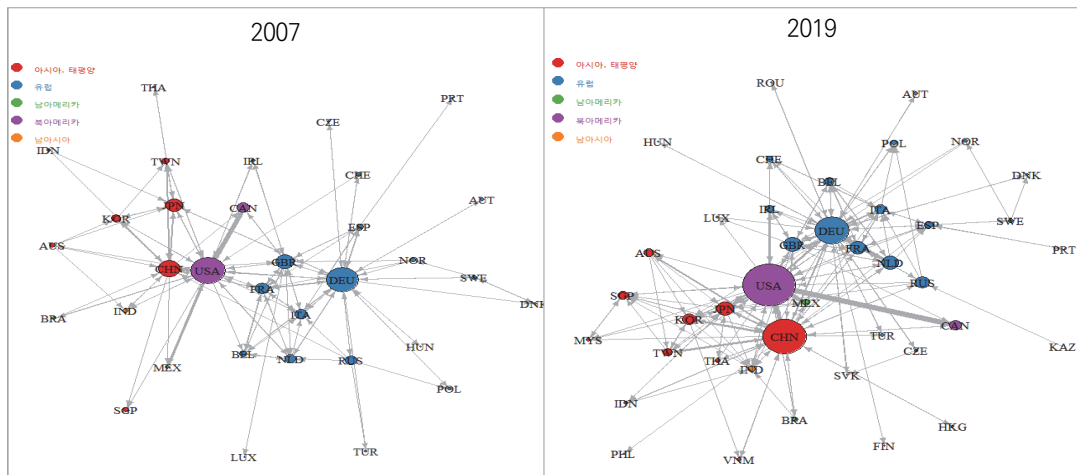 2007
아시아, 태평양
유럽
남아메리카
북아메리카
남아시아
THA
PRT
CZE
IDN
TWN
IRL
CHE
AUT
JPN
CAN
KOR
ESP
AUS
CHN
USA
GBR
DEU
NOR
SWE
FRA
DNK
BRA
IND
ITA
HUN
MEX
BEL
NLD
RUS
POL
SGP
LUX
TUR
2019
아시아, 태평양
유럽
남아메리카
북아메리카
남아시아
ROU
AUT
HUN
CHE
POL
NOR
BEL
DNK
LUX
IRL
ITA
ESP
SWE
DEU
AUS
GBR
FRA
PRT
NLD
SGP
USA
RUS
JPN
MEX
KOR
CAN
MYS
CHN
TUR
KAZ
TWN
THA
IND
CZE
SVK
IDN
BRA
HKG
PHL
VNM
FIN